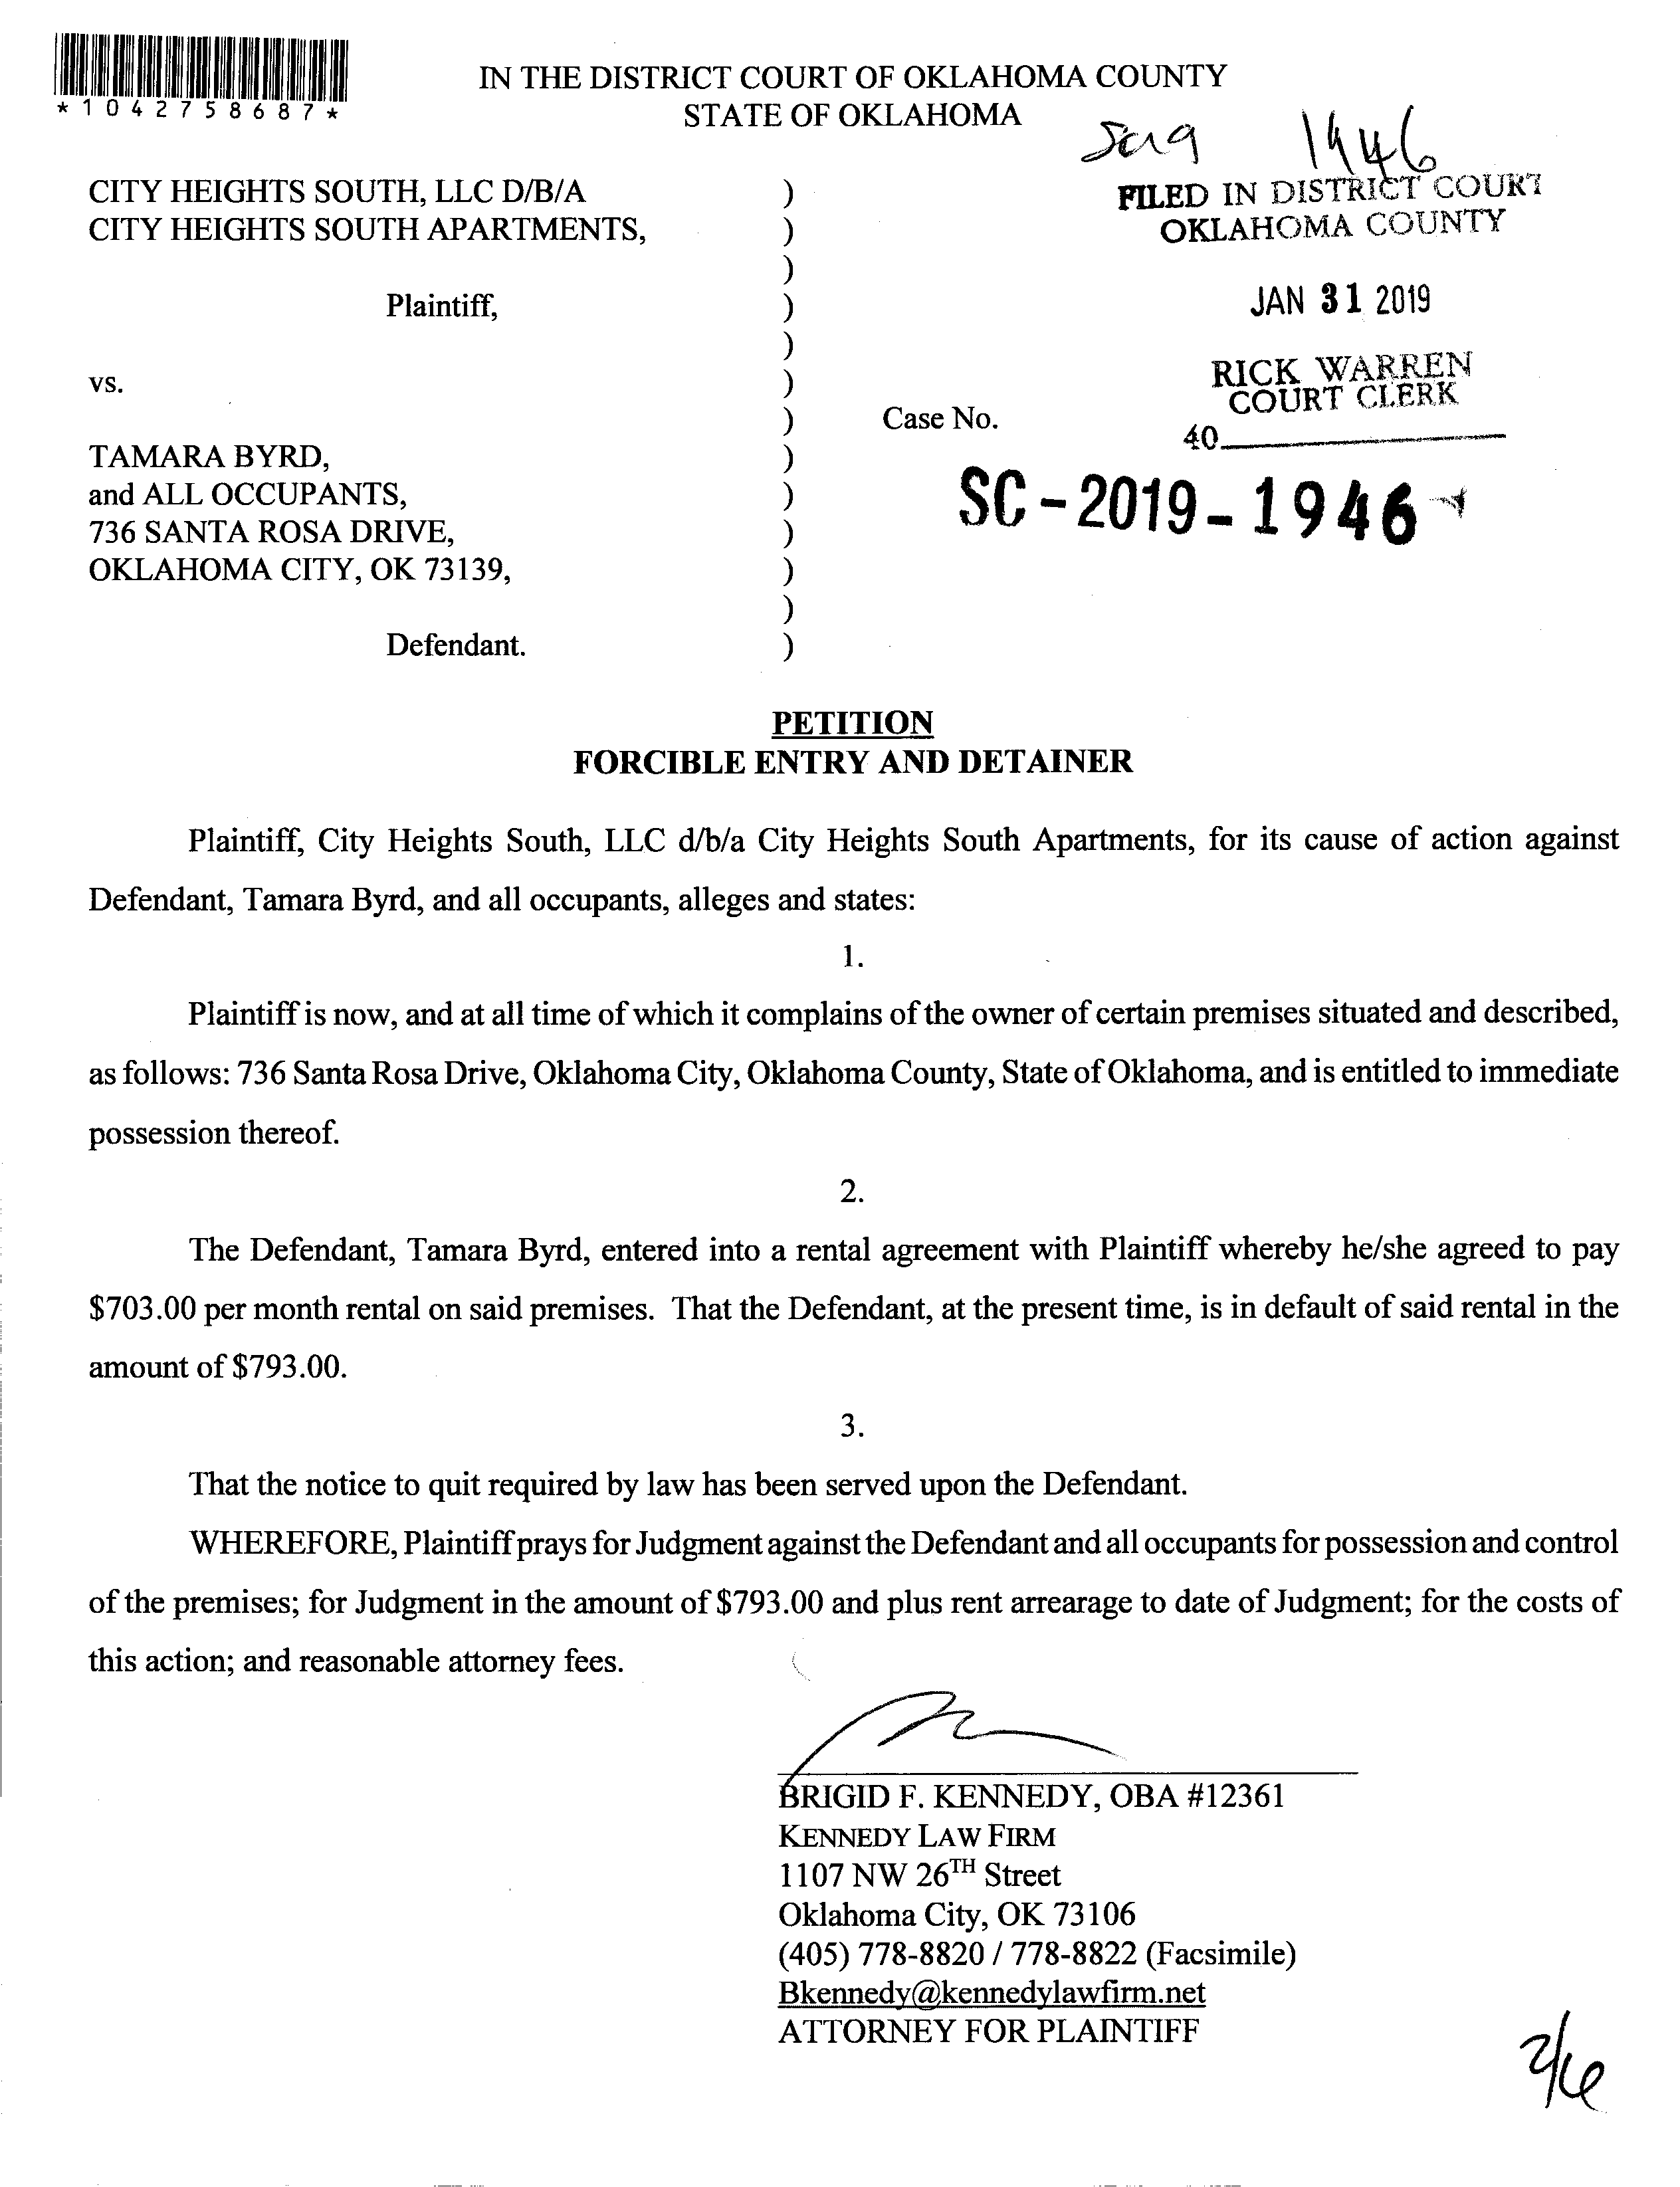 *1042758687*
IN THE DISTRICT COURT OF OKLAHOMA COUNTY
STATE OF OKLAHOMA
SC19 1946
CITY HEIGHTS SOUTH, LLC D/B/A )
CITY HEIGHTS SOUTH APARTMENTS, )
)
Plaintiff, )
)
vs. )
)
TAMARA BYRD, )
and ALL OCCUPANTS, )
736 SANTA ROSA DRIVE, )
OKLAHOMA CITY, OK 73139, )
)
Defendant. )
FILED IN DISTRICT COURT
OKLAHOMA COUNTY
JAN 31 2019
RICK WARREN
COURT CLERK
40
Case No.
SC-2019-1946
PETITION
FORCIBLE ENTRY AND DETAINER
Plaintiff, City Heights South, LLC d/b/a City Heights South Apartments, for its cause of action against
Defendant, Tamara Byrd, and all occupants, alleges and states:
1.
Plaintiff is now, and at all time of which it complains of the owner of certain premises situated and described,
as follows: 736 Santa Rosa Drive, Oklahoma City, Oklahoma County, State of Oklahoma, and is entitled to immediate
possession thereof.
2.
The Defendant, Tamara Byrd, entered into a rental agreement with Plaintiff whereby he/she agreed to pay
$703.00 per month rental on said premises. That the Defendant, at the present time, is in default of said rental in the
amount of $793.00.
3.
That the notice to quit required by law has been served upon the Defendant.
WHEREFORE, Plaintiff prays for Judgment against the Defendant and all occupants for possession and control
of the premises; for Judgment in the amount of $793.00 and plus rent arrearage to date of Judgment; for the costs of
this action; and reasonable attorney fees.
BRIGID F. KENNEDY, OBA #12361
KENNEDY LAW FIRM
1107 NW 26TH Street
Oklahoma City, OK 73106
(405) 778-8820 / 778-8822 (Facsimile)
Bkennedy@kennedylawfirm.net
ATTORNEY FOR PLAINTIFF